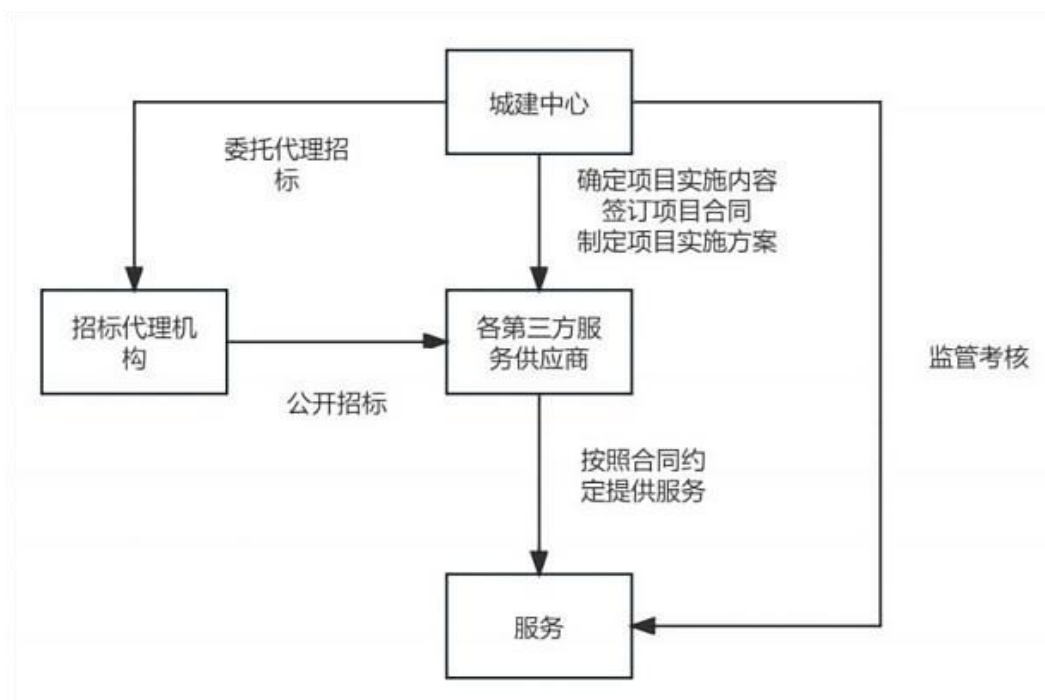 城建中心
委托代理招
标
确定项目实施内容
签订项目合同
制定项目实施方案
招标代理机
构
各第三方服
务供应商
监管考核
公开招标
按照合同约
定提供服务
服务